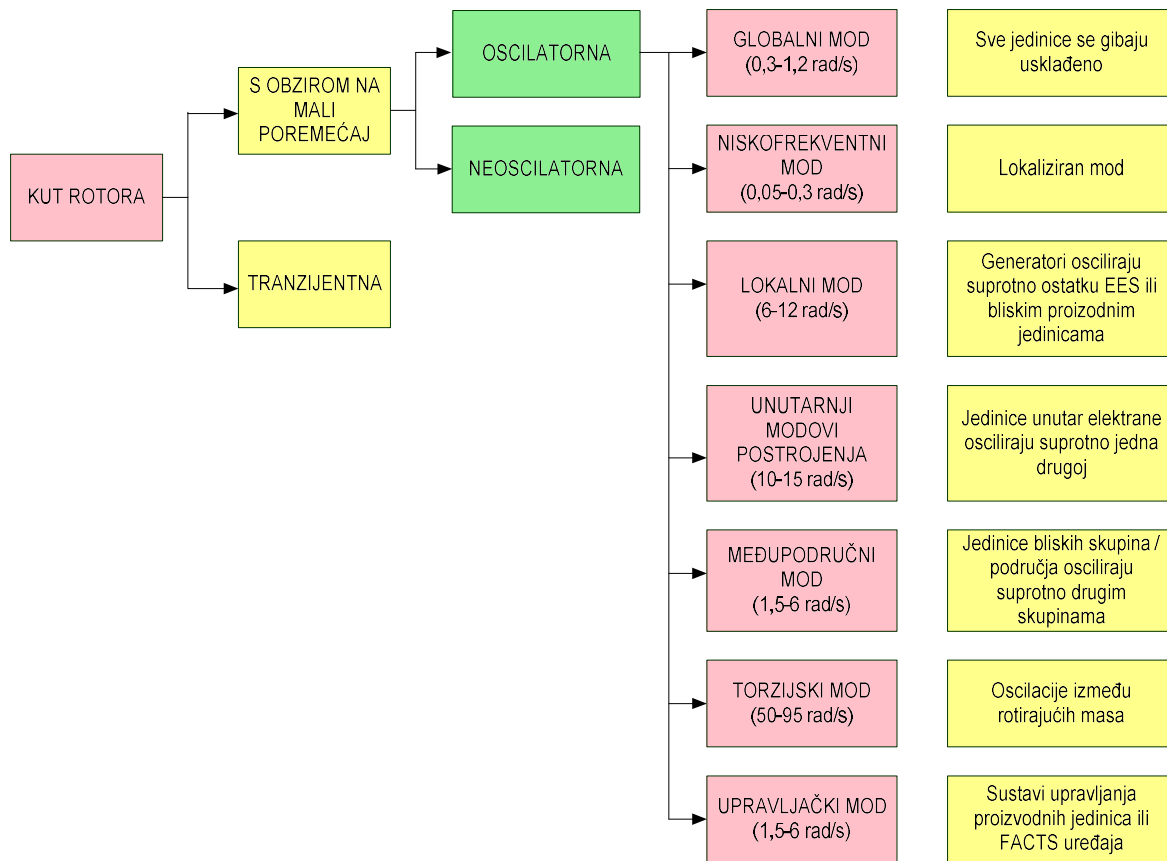 KUT ROTORA
S OBZIROM NA
MALI
POREMEĆAJ
TRANZIJENTNA
OSCILATORNA
NEOSCILATORNA
GLOBALNI MOD
(0,3-1,2 rad/s)
Sve jedinice se gibaju
usklađeno
NISKOFREKVENTNI
MOD
(0,05-0,3 rad/s)
Lokaliziran mod
LOKALNI MOD
(6-12 rad/s)
Generatori osciliraju
suprotno ostatku EES ili
bliskim proizodnim
jedinicama
UNUTARNJI
MODOVI
POSTROJENJA
(10-15 rad/s)
Jedinice unutar elektrane
osciliraju suprotno jedna
drugoj
MEĐUPODRUČNI
MOD
(1,5-6 rad/s)
Jedinice bliskih skupina /
područja osciliraju
suprotno drugim
skupinama
TORZIJSKI MOD
(50-95 rad/s)
Oscilacije između
rotirajućih masa
UPRAVLJAČKI MOD
(1,5-6 rad/s)
Sustavi upravljanja
proizvodnih jedinica ili
FACTS uređaja